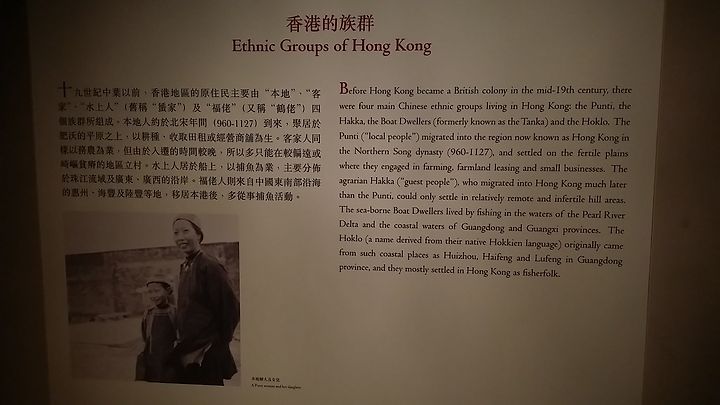 香港的族群
Ethnic Groups of Hong Kong
十九世紀中葉以前，香港地區的原住民主要由“本地”、“客
家”、“水上人”（舊稱“蜑家”）及“福佬”（又稱“鶴佬”）四
個族群所組成。本地人約於北宋年間 (960-1127) 到來，聚居於
肥沃的平原之上，以耕種、收取田租或經營商舖為生。客家人同
樣以務農為業，但由於入遷的時間較晚，所以多只能在較偏遠或
崎嶇貧瘠的地區立村。水上人居於船上，以捕魚為業，主要分佈
於珠江流域及廣東、廣西的沿岸。福佬人則來自中國東南部沿海
的惠州、海豐及陸豐等地，移居本港後，多從事捕魚活動。
Before Hong Kong became a British colony in the mid-19th century, there
were four main Chinese ethnic groups living in Hong Kong: the Punti, the
Hakka, the Boat Dwellers (formerly known as the Tanka) and the Hoklo. The
Punti ("local people") migrated into the region now known as Hong Kong in
the Northern Song dynasty (960-1127), and settled on the fertile plains
where they engaged in farming, farmland leasing and small businesses. The
agrarian Hakka ("guest people"), who migrated into Hong Kong much later
than the Punti, could only settle in relatively remote and infertile hill areas.
The sea-borne Boat Dwellers lived by fishing in the waters of the Pearl River
Delta and the coastal waters of Guangdong and Guangxi provinces. The
Hoklo (a name derived from their native Hokkien language) originally came
from such coastal places as Huizhou, Haifeng and Lufeng in Guangdong
province, and they mostly settled in Hong Kong as fisherfolk.
本地婦人及女兒
A Punti woman and her daughter